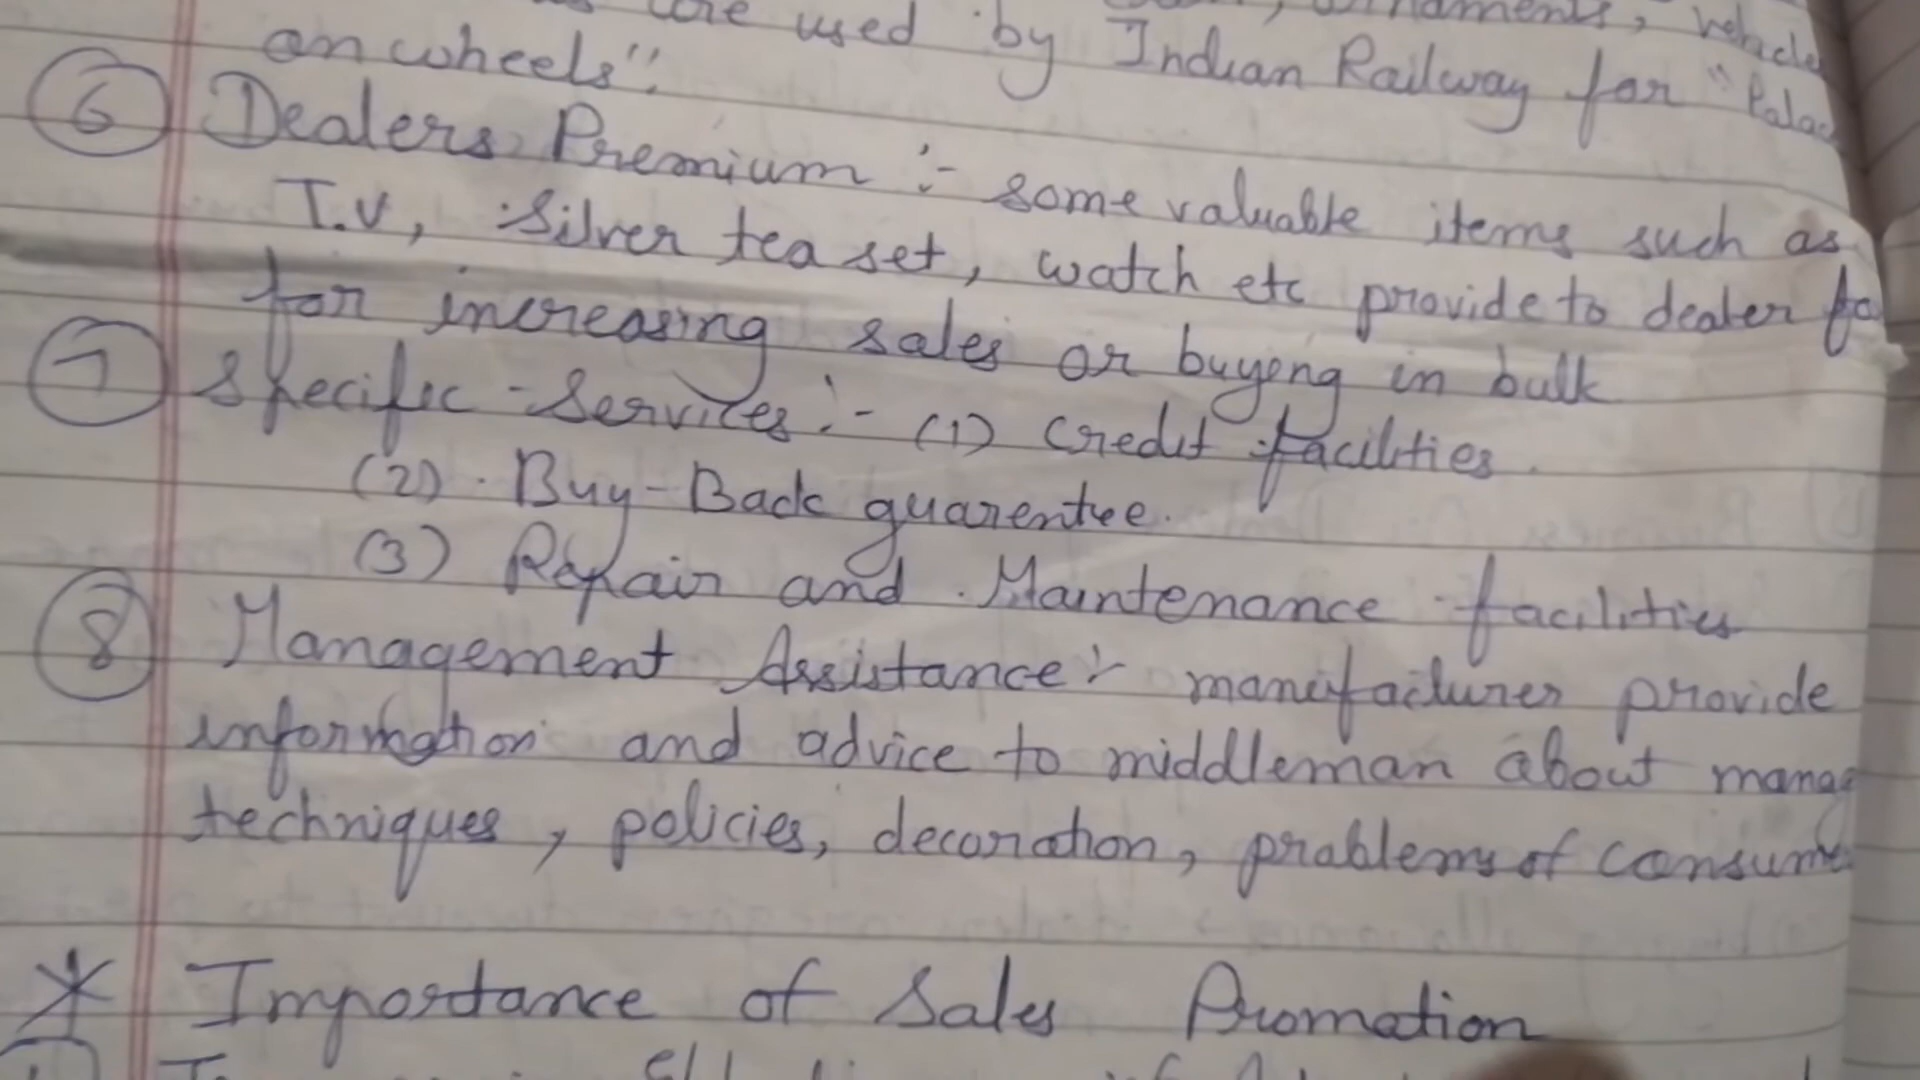 are used by Indian Railway for "Palac
on wheels".
6 Dealers Premium :- some valuable items such as
T.V, Silver tea set, watch etc provide to dealer fo
for increasing sales or buyeng in bulk
7 Specific Services :- (1) Credit facilities.
(2) Buy-Back guarentee.
(3) Repair and Maintenance facilities
8 Management Assistance :- manufacturer provide
information and advice to middleman about manag
techniques, policies, decoration, problems of consume
* Importance of Sales Promotion